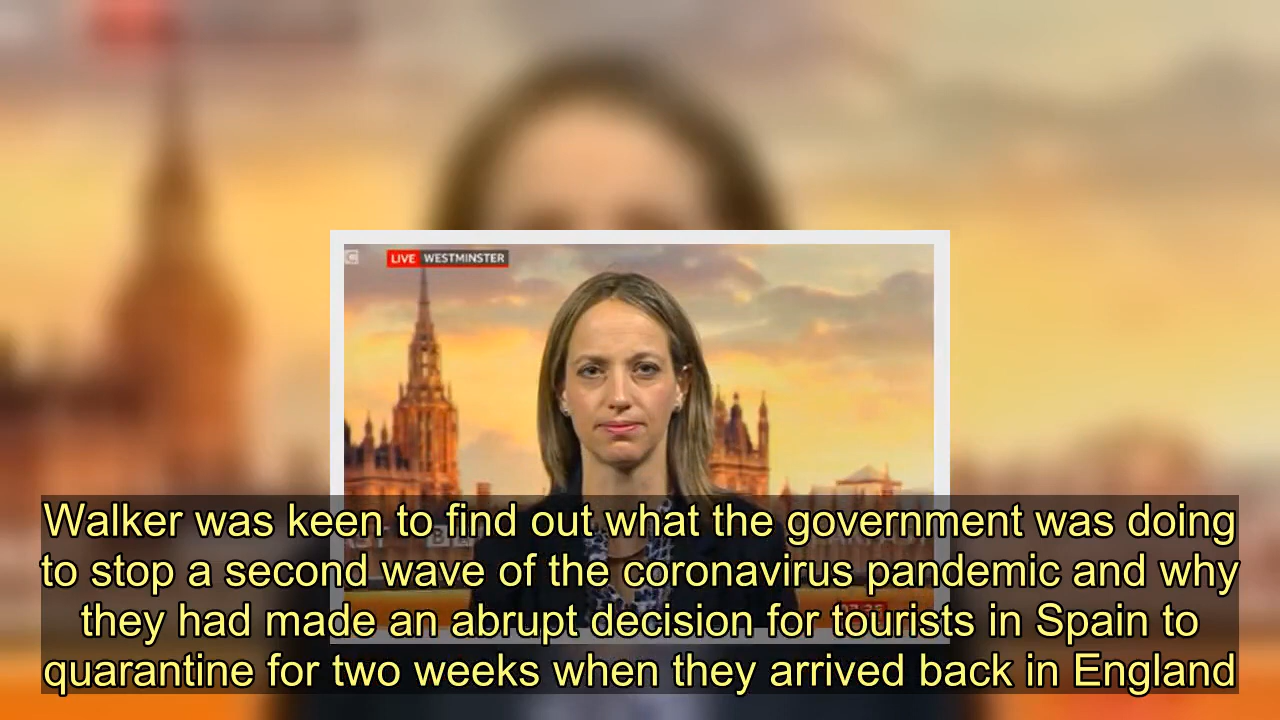 LIVE WESTMINSTER
Walker was keen to find out what the government was doing
to stop a second wave of the coronavirus pandemic and why
they had made an abrupt decision for tourists in Spain to
quarantine for two weeks when they arrived back in England